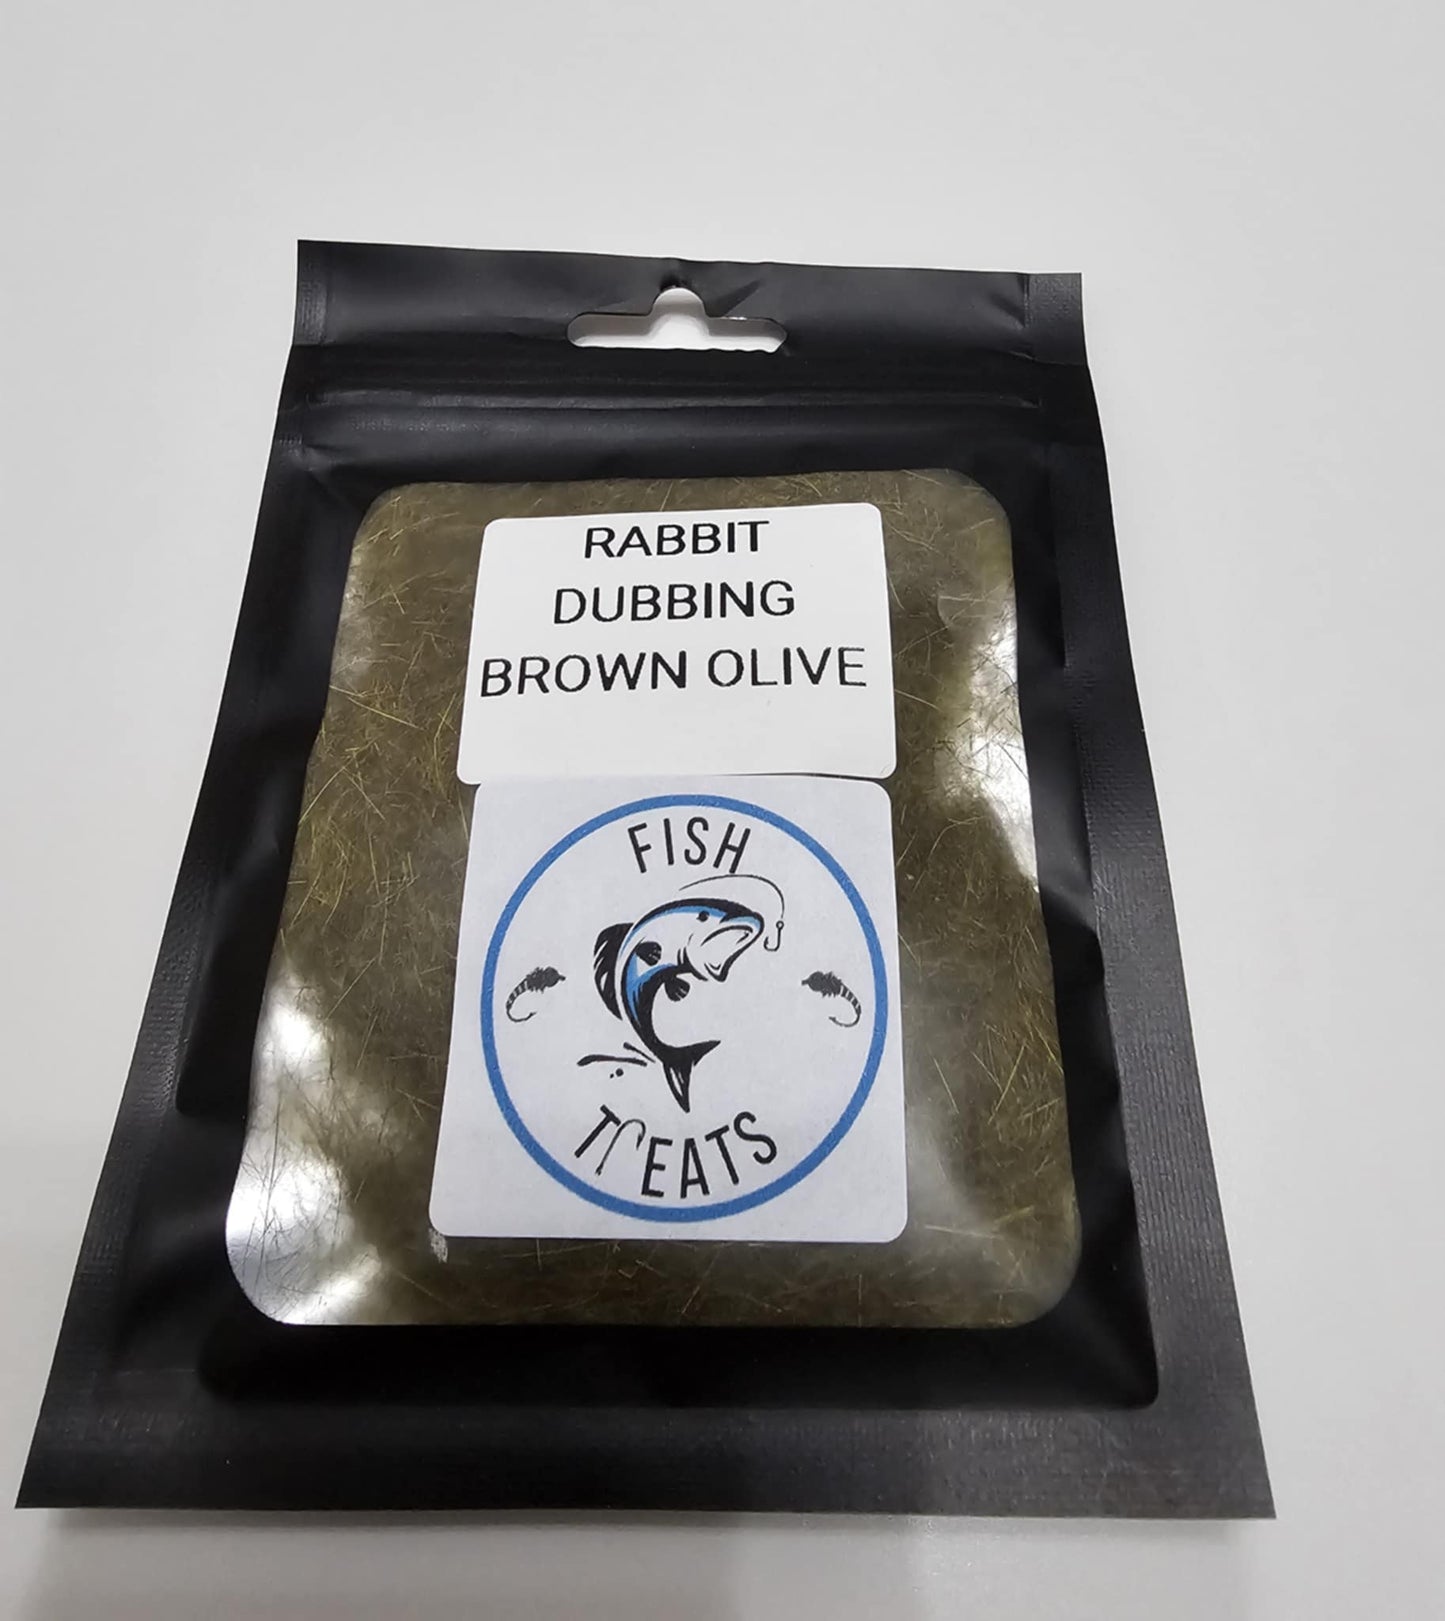 RABBIT
DUBBING
BROWN OLIVE
FISH
TREATS